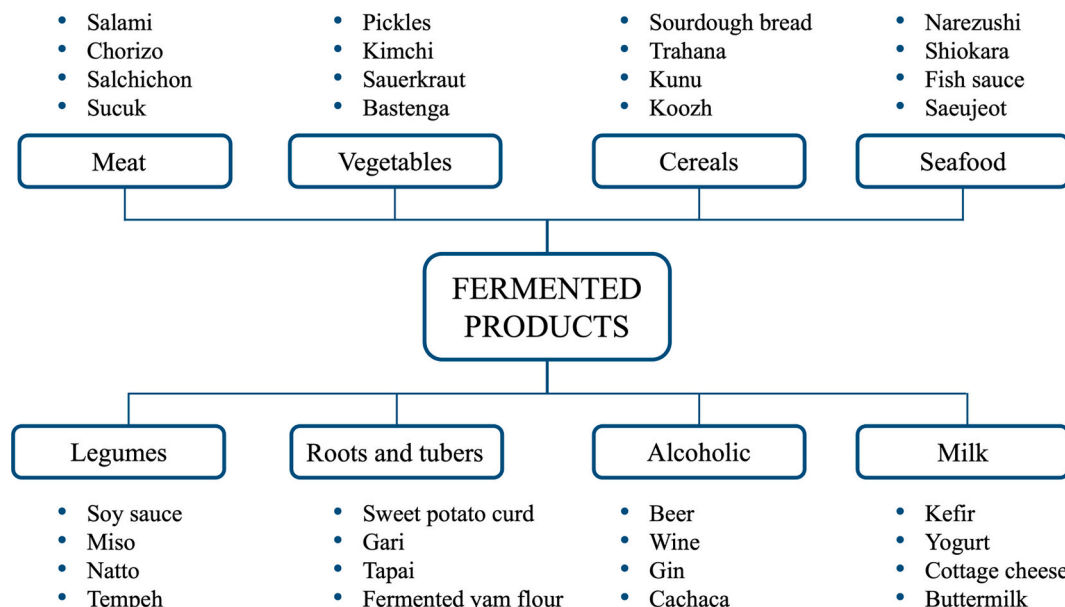 Salami
Chorizo
Salchichon
Sucuk
Meat
Pickles
Kimchi
Sauerkraut
Bastenga
Vegetables
Sourdough bread
Trahana
Kunu
Koozh
Cereals
Narezushi
Shiokara
Fish sauce
Saeujeot
Seafood
FERMENTED
PRODUCTS
Legumes
Soy sauce
Miso
Natto
Tempeh
Roots and tubers
Sweet potato curd
Gari
Tapai
Fermented yam flour
Alcoholic
Beer
Wine
Gin
Cachaca
Milk
Kefir
Yogurt
Cottage cheese
Buttermilk